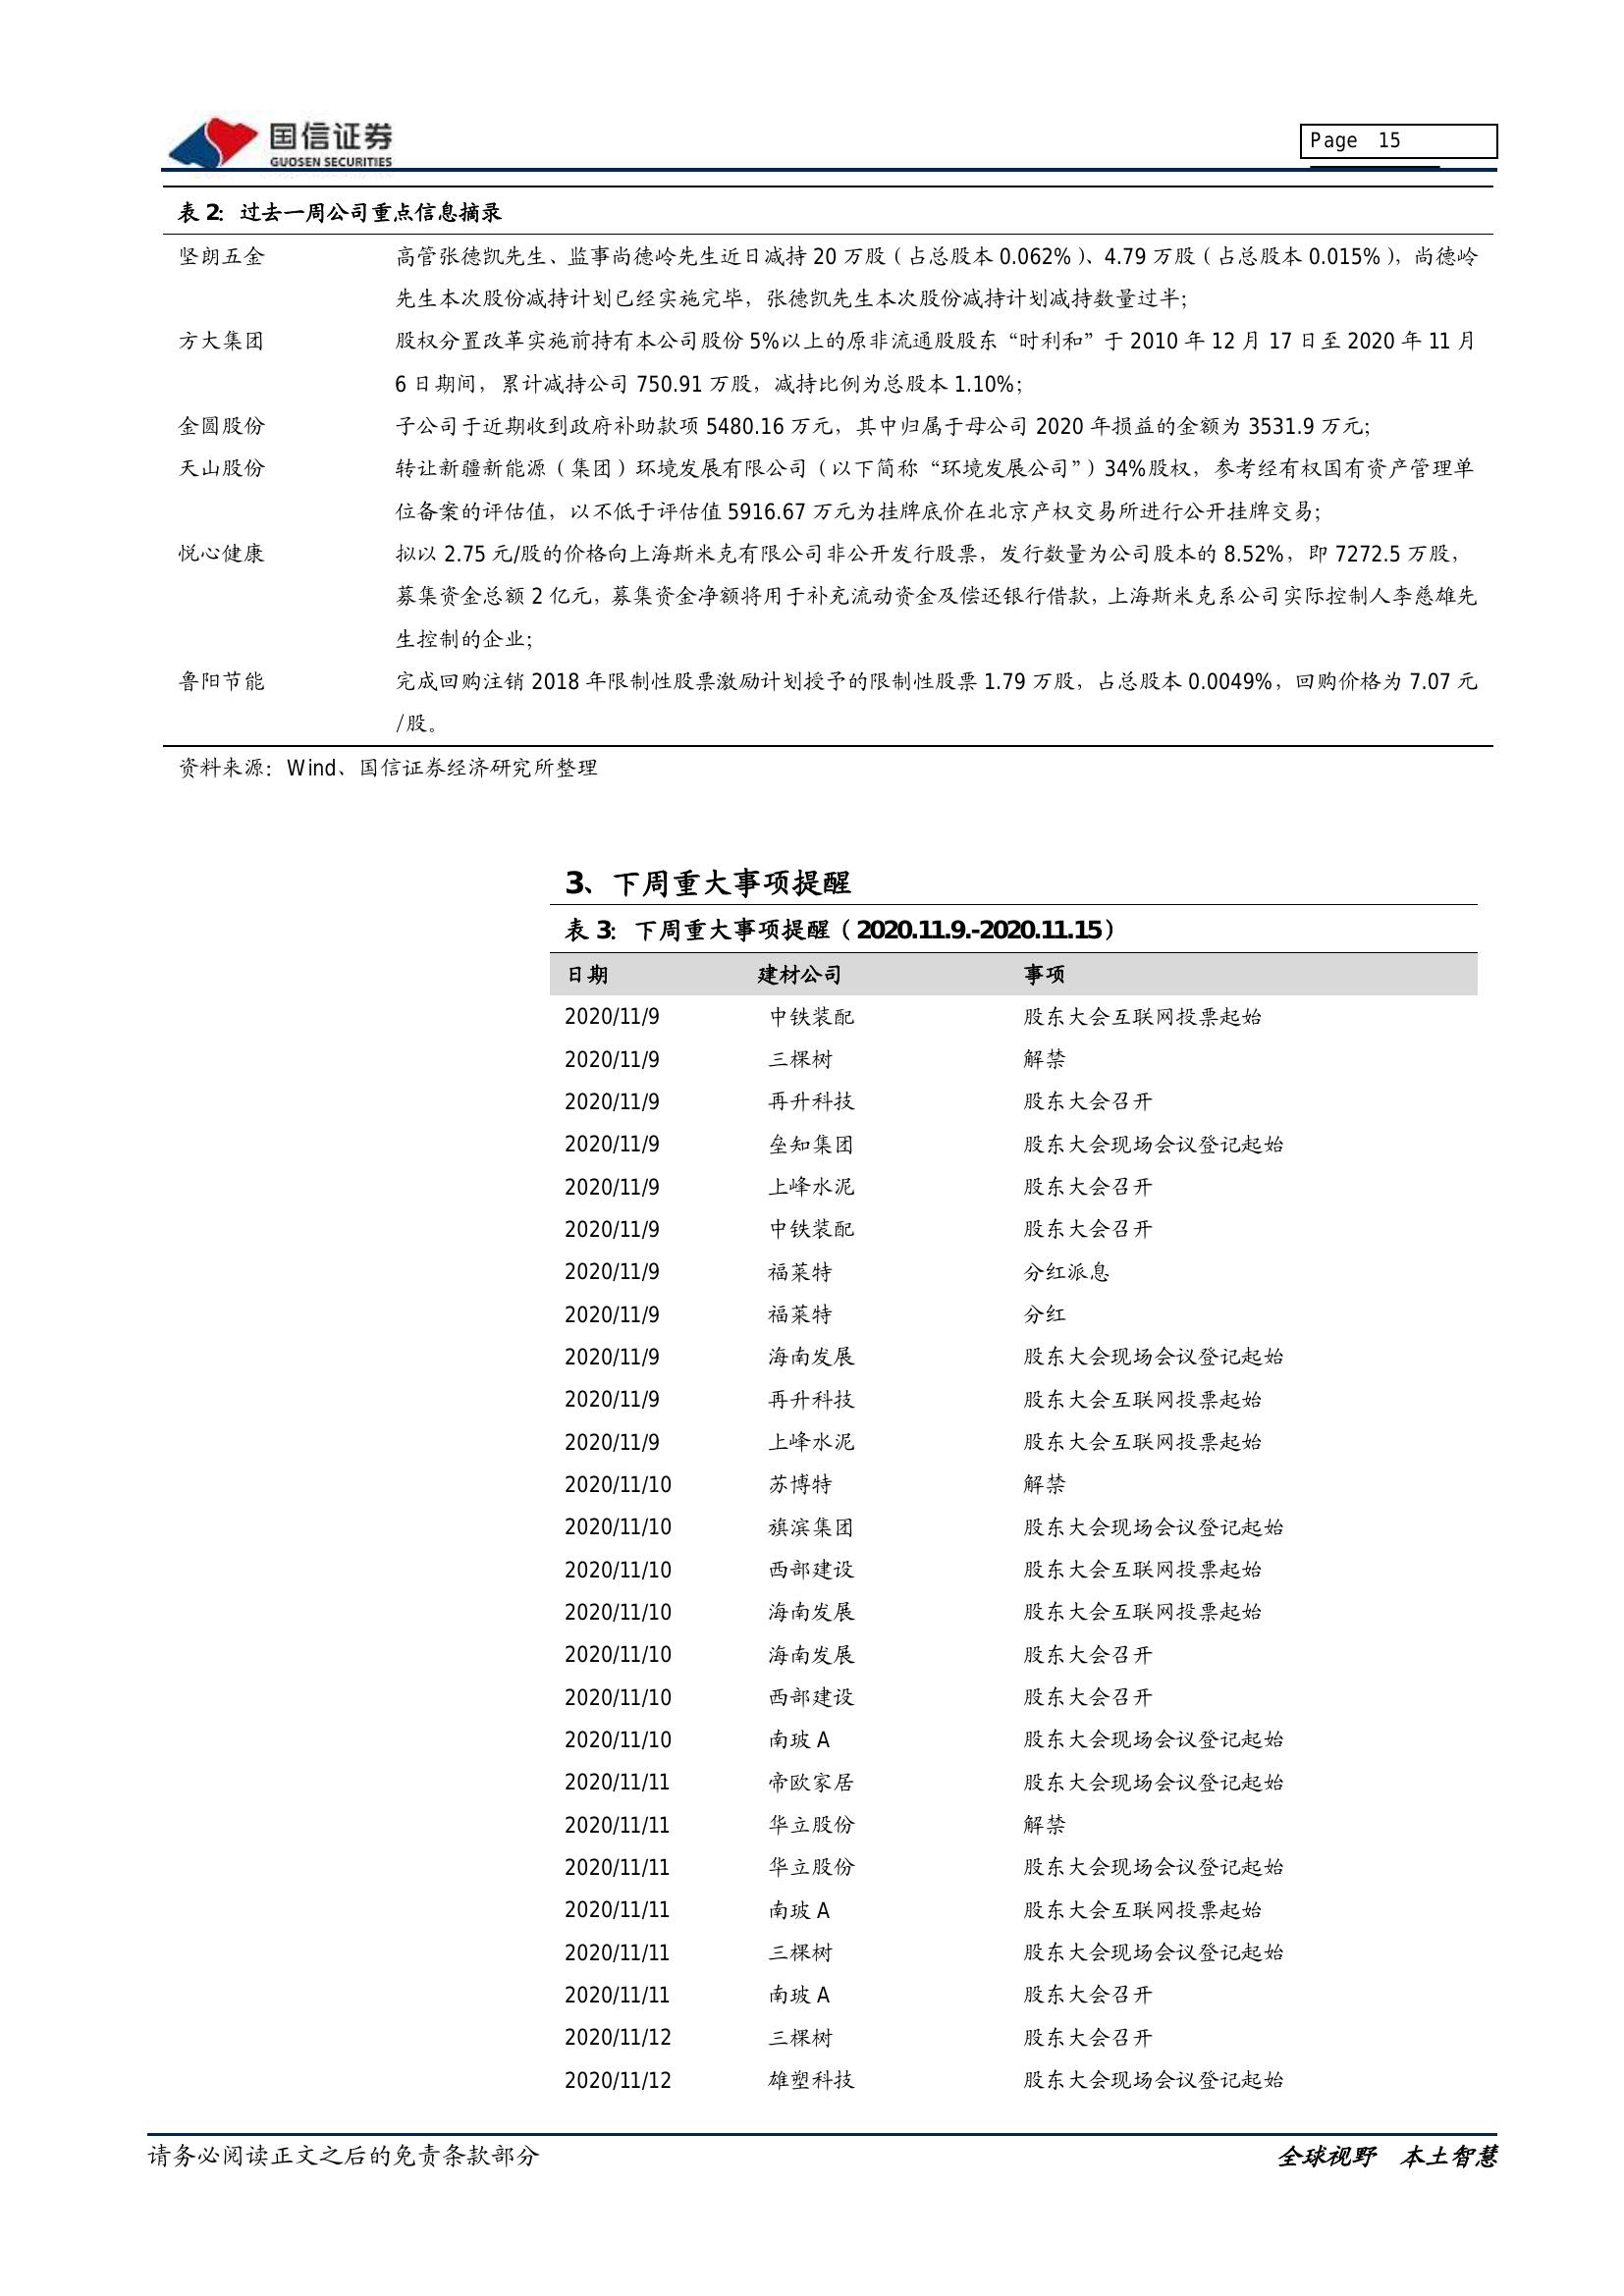 国信证券
GUOSEN SECURITIES
Page 15
表 2：过去一周公司重点信息摘录
坚朗五金 高管张德凯先生、监事尚德岭先生近日减持 20 万股（占总股本 0.062%）、4.79 万股（占总股本 0.015%），尚德岭
先生本次股份减持计划已经实施完毕，张德凯先生本次股份减持计划减持数量过半；
方大集团 股权分置改革实施前持有本公司股份 5%以上的原非流通股股东“时利和”于 2010 年 12 月 17 日至 2020 年 11 月
6 日期间，累计减持公司 750.91 万股，减持比例为总股本 1.10%；
金圆股份 子公司于近期收到政府补助款项 5480.16 万元，其中归属于母公司 2020 年损益的金额为 3531.9 万元；
天山股份 转让新疆新能源（集团）环境发展有限公司（以下简称“环境发展公司”）34%股权，参考经有权国有资产管理单
位备案的评估值，以不低于评估值 5916.67 万元为挂牌底价在北京产权交易所进行公开挂牌交易；
悦心健康 拟以 2.75 元/股的价格向上海斯米克有限公司非公开发行股票，发行数量为公司股本的 8.52%，即 7272.5 万股，
募集资金总额 2 亿元，募集资金净额将用于补充流动资金及偿还银行借款，上海斯米克系公司实际控制人李慈雄先
生控制的企业；
鲁阳节能 完成回购注销 2018 年限制性股票激励计划授予的限制性股票 1.79 万股，占总股本 0.0049%，回购价格为 7.07 元
/股。
资料来源：Wind、国信证券经济研究所整理
3、下周重大事项提醒
表 3：下周重大事项提醒（2020.11.9.-2020.11.15）
日期 建材公司 事项
2020/11/9 中铁装配 股东大会互联网投票起始
2020/11/9 三棵树 解禁
2020/11/9 再升科技 股东大会召开
2020/11/9 垒知集团 股东大会现场会议登记起始
2020/11/9 上峰水泥 股东大会召开
2020/11/9 中铁装配 股东大会召开
2020/11/9 福莱特 分红派息
2020/11/9 福莱特 分红
2020/11/9 海南发展 股东大会现场会议登记起始
2020/11/9 再升科技 股东大会互联网投票起始
2020/11/9 上峰水泥 股东大会互联网投票起始
2020/11/10 苏博特 解禁
2020/11/10 旗滨集团 股东大会现场会议登记起始
2020/11/10 西部建设 股东大会互联网投票起始
2020/11/10 海南发展 股东大会互联网投票起始
2020/11/10 海南发展 股东大会召开
2020/11/10 西部建设 股东大会召开
2020/11/10 南玻 A 股东大会现场会议登记起始
2020/11/11 帝欧家居 股东大会现场会议登记起始
2020/11/11 华立股份 解禁
2020/11/11 华立股份 股东大会现场会议登记起始
2020/11/11 南玻 A 股东大会互联网投票起始
2020/11/11 三棵树 股东大会现场会议登记起始
2020/11/11 南玻 A 股东大会召开
2020/11/12 三棵树 股东大会召开
2020/11/12 雄塑科技 股东大会现场会议登记起始
请务必阅读正文之后的免责条款部分
全球视野 本土智慧